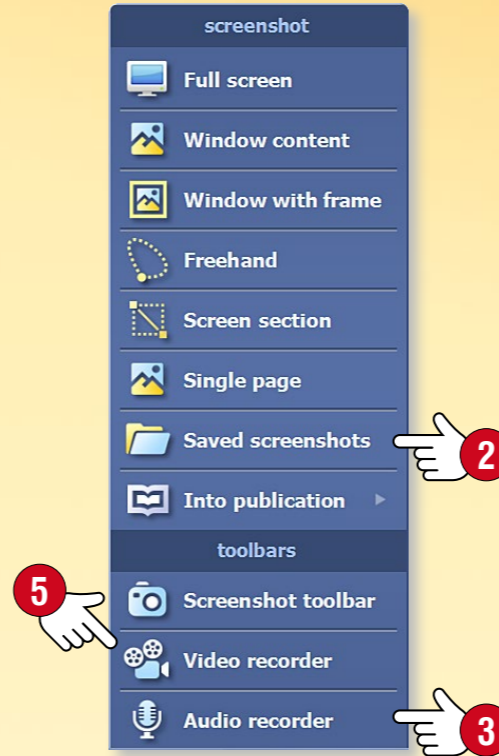 screenshot
Full screen
Window content
Window with frame
Freehand
Screen section
Single page
Saved screenshots
2
Into publication
toolbars
5
Screenshot toolbar
Video recorder
Audio recorder
3